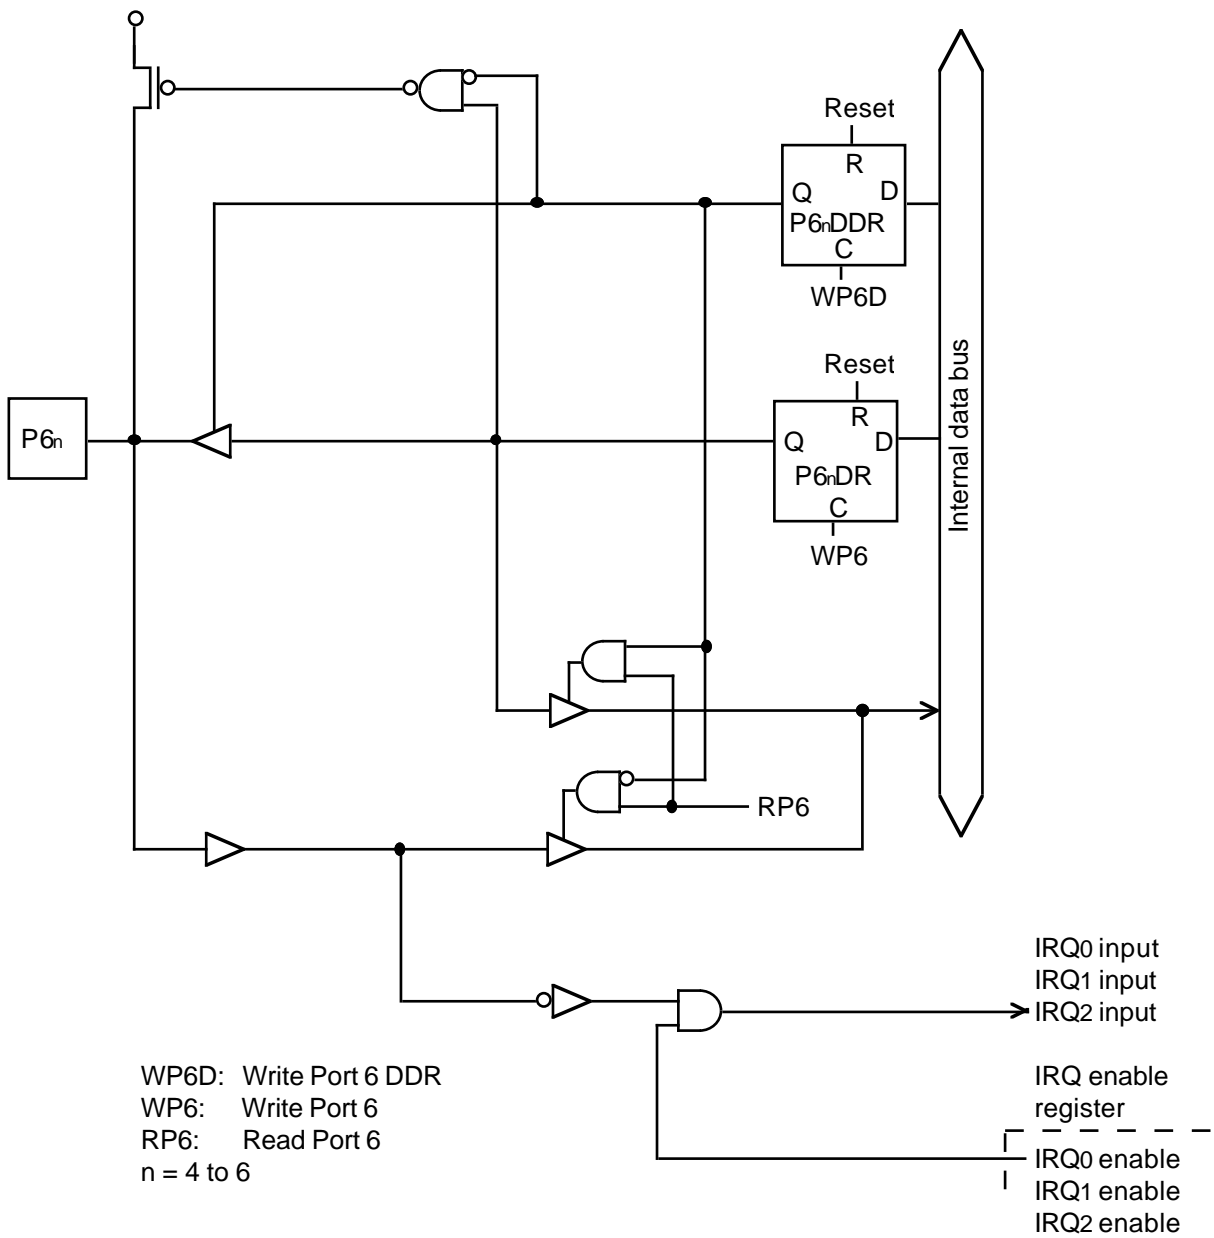 Reset
R
Q D
P6nDDR
C
WP6D
Reset
R
Q D
P6nDR
C
WP6
P6n
Internal data bus
RP6
IRQ0 input
IRQ1 input
IRQ2 input
IRQ enable
register
IRQ0 enable
IRQ1 enable
IRQ2 enable
WP6D: Write Port 6 DDR
WP6: Write Port 6
RP6: Read Port 6
n = 4 to 6